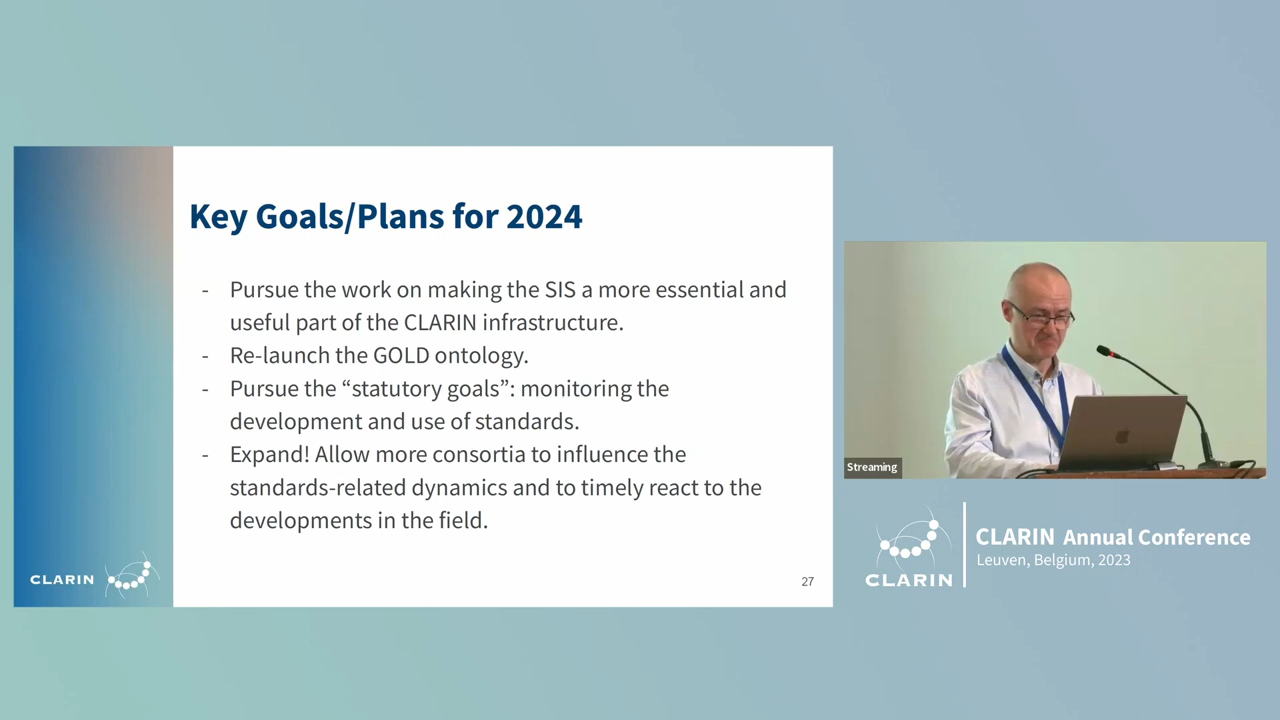 Key Goals/Plans for 2024
- Pursue the work on making the SIS a more essential and
useful part of the CLARIN infrastructure.
- Re-launch the GOLD ontology.
- Pursue the “statutory goals”: monitoring the
development and use of standards.
- Expand! Allow more consortia to influence the
standards-related dynamics and to timely react to the
developments in the field.
CLARIN
27
Streaming
CLARIN
CLARIN Annual Conference
Leuven, Belgium, 2023